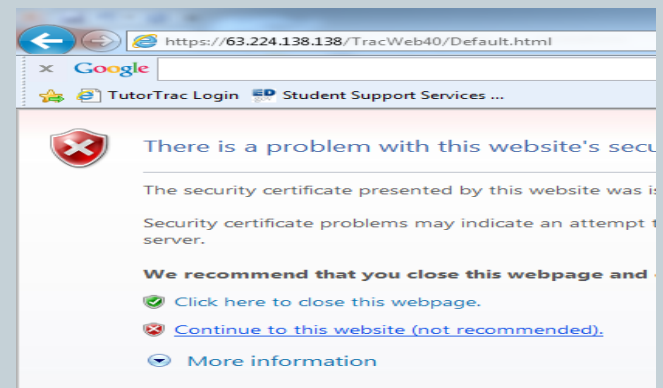 https://63.224.138.138/TracWeb40/Default.html
x Google
TutorTrac Login Student Support Services ...
There is a problem with this website's secu
The security certificate presented by this website was is
Security certificate problems may indicate an attempt t
server.
We recommend that you close this webpage and
Click here to close this webpage.
Continue to this website (not recommended).
More information